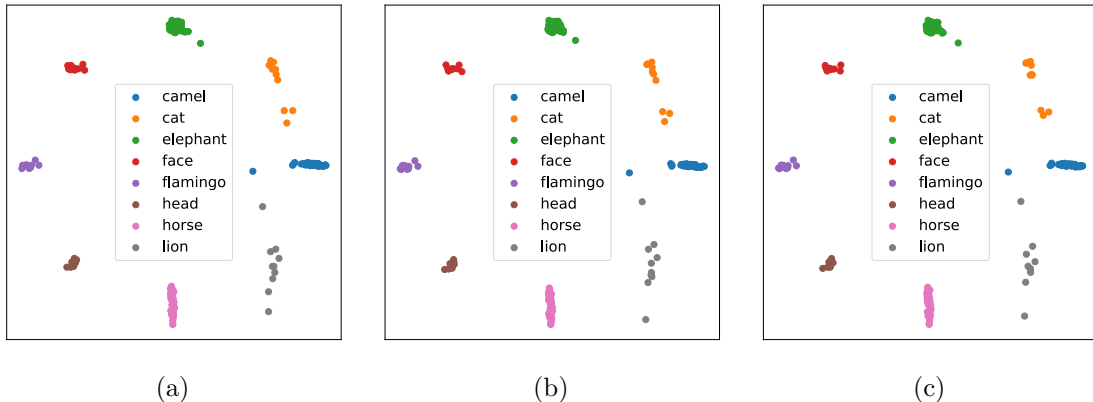 camel
cat
elephant
face
flamingo
head
horse
lion
camel
cat
elephant
face
flamingo
head
horse
lion
camel
cat
elephant
face
flamingo
head
horse
lion
(a)
(b)
(c)